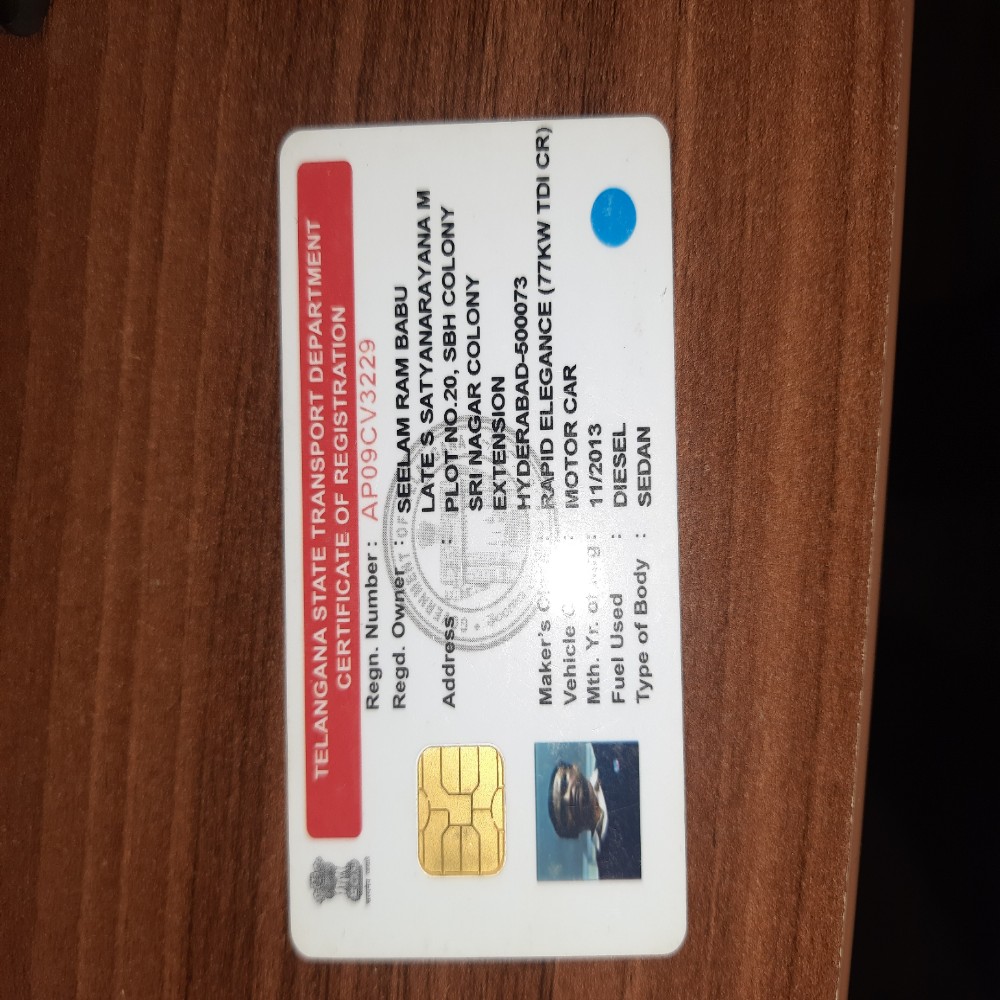 TELANGANA STATE TRANSPORT DEPARTMENT
CERTIFICATE OF REGISTRATION
Regn. Number : AP09CV3229
Regd. Owner : SEELAM RAM BABU
LATE S SATYANARAYANA M
Address : PLOT NO.20, SBH COLONY
SRI NAGAR COLONY
EXTENSION
HYDERABAD-500073
Maker's : RAPID ELEGANCE (77KW TDI CR)
Vehicle : MOTOR CAR
Mth. Yr. of : 11/2013
Fuel Used : DIESEL
Type of Body : SEDAN